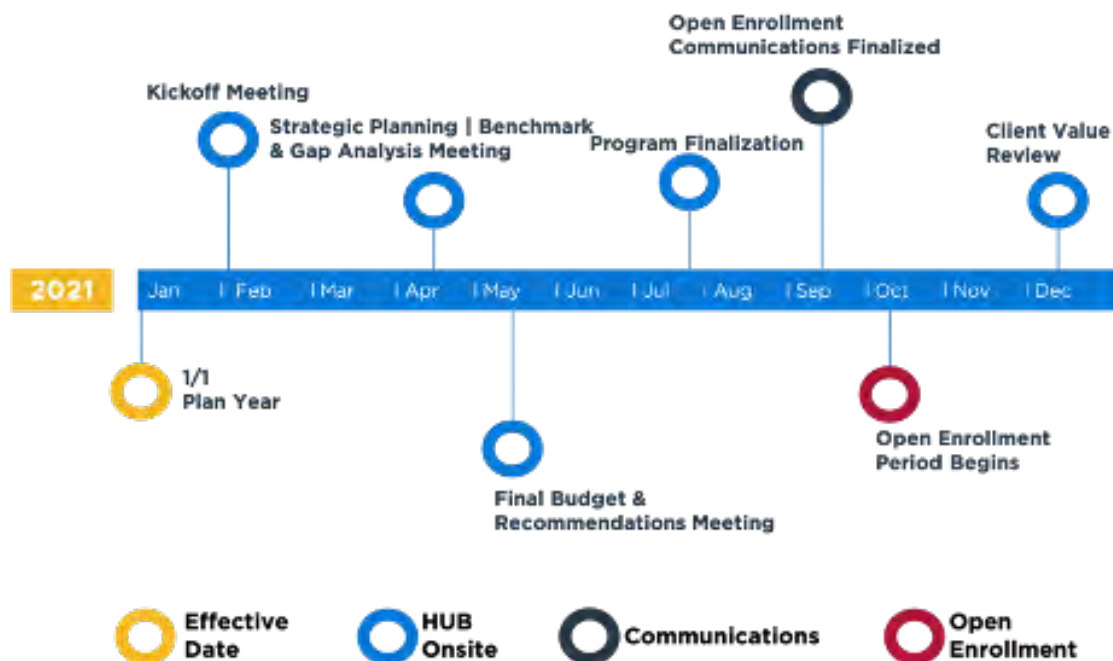 Open Enrollment
Communications Finalized
Kickoff Meeting
Strategic Planning | Benchmark
& Gap Analysis Meeting
Program Finalization
Client Value
Review
2021
Jan | Feb | Mar | Apr | May | Jun | Jul | Aug | Sep | Oct | Nov | Dec
1/1
Plan Year
Open Enrollment
Period Begins
Final Budget &
Recommendations Meeting
Effective
Date
HUB
Onsite
Communications
Open
Enrollment